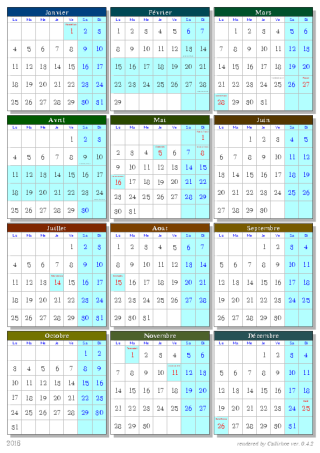 Janvier
Lu Ma Me Je Ve Sa Di
1 2 3
4 5 6 7 8 9 10
11 12 13 14 15 16 17
18 19 20 21 22 23 24
25 26 27 28 29 30 31
Février
Lu Ma Me Je Ve Sa Di
1 2 3 4 5 6 7
8 9 10 11 12 13 14
15 16 17 18 19 20 21
22 23 24 25 26 27 28
29
Mars
Lu Ma Me Je Ve Sa Di
1 2 3 4 5 6
7 8 9 10 11 12 13
14 15 16 17 18 19 20
21 22 23 24 25 26 27
28 29 30 31
Avril
Lu Ma Me Je Ve Sa Di
1 2 3
4 5 6 7 8 9 10
11 12 13 14 15 16 17
18 19 20 21 22 23 24
25 26 27 28 29 30
Mai
Lu Ma Me Je Ve Sa Di
1
2 3 4 5 6 7 8
9 10 11 12 13 14 15
16 17 18 19 20 21 22
23 24 25 26 27 28 29
30 31
Juin
Lu Ma Me Je Ve Sa Di
1 2 3 4 5
6 7 8 9 10 11 12
13 14 15 16 17 18 19
20 21 22 23 24 25 26
27 28 29 30
Juillet
Lu Ma Me Je Ve Sa Di
1 2 3
4 5 6 7 8 9 10
11 12 13 14 15 16 17
18 19 20 21 22 23 24
25 26 27 28 29 30 31
Août
Lu Ma Me Je Ve Sa Di
1 2 3 4 5 6 7
8 9 10 11 12 13 14
15 16 17 18 19 20 21
22 23 24 25 26 27 28
29 30 31
Septembre
Lu Ma Me Je Ve Sa Di
1 2 3 4
5 6 7 8 9 10 11
12 13 14 15 16 17 18
19 20 21 22 23 24 25
26 27 28 29 30
Octobre
Lu Ma Me Je Ve Sa Di
1 2
3 4 5 6 7 8 9
10 11 12 13 14 15 16
17 18 19 20 21 22 23
24 25 26 27 28 29 30
31
Novembre
Lu Ma Me Je Ve Sa Di
1 2 3 4 5 6
7 8 9 10 11 12 13
14 15 16 17 18 19 20
21 22 23 24 25 26 27
28 29 30
Décembre
Lu Ma Me Je Ve Sa Di
1 2 3 4
5 6 7 8 9 10 11
12 13 14 15 16 17 18
19 20 21 22 23 24 25
26 27 28 29 30 31
2016
rendered by Calirhoe ver. 0.4.2